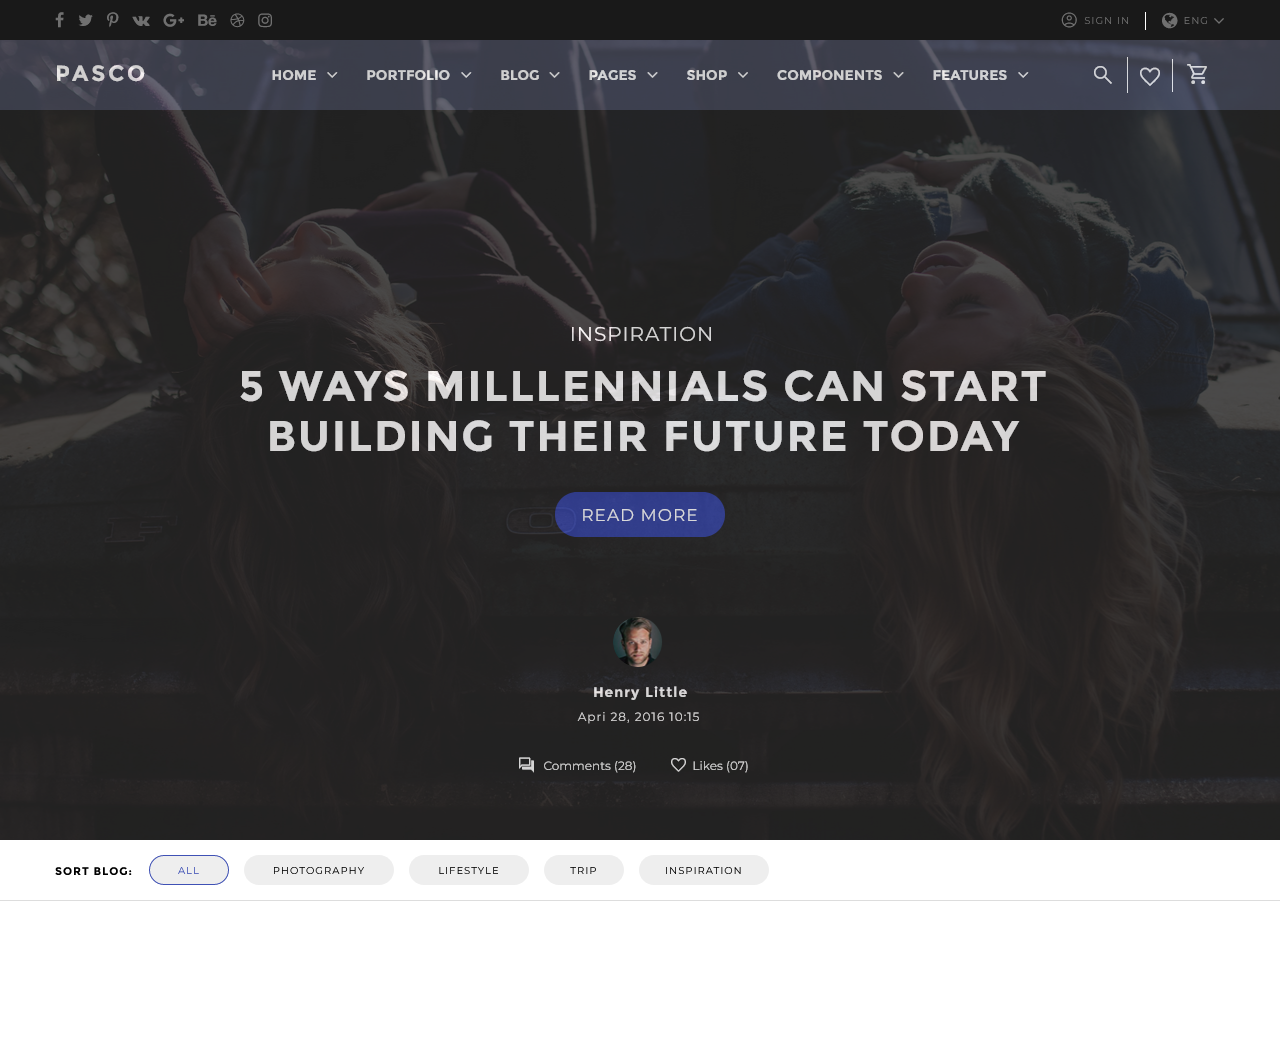 SIGN IN
ENG
PASCO
HOME
PORTFOLIO
BLOG
PAGES
SHOP
COMPONENTS
FEATURES
INSPIRATION
5 WAYS MILLLENNIALS CAN START
BUILDING THEIR FUTURE TODAY
READ MORE
Henry Little
Apri 28, 2016 10:15
Comments (28)
Likes (07)
SORT BLOG:
ALL
PHOTOGRAPHY
LIFESTYLE
TRIP
INSPIRATION